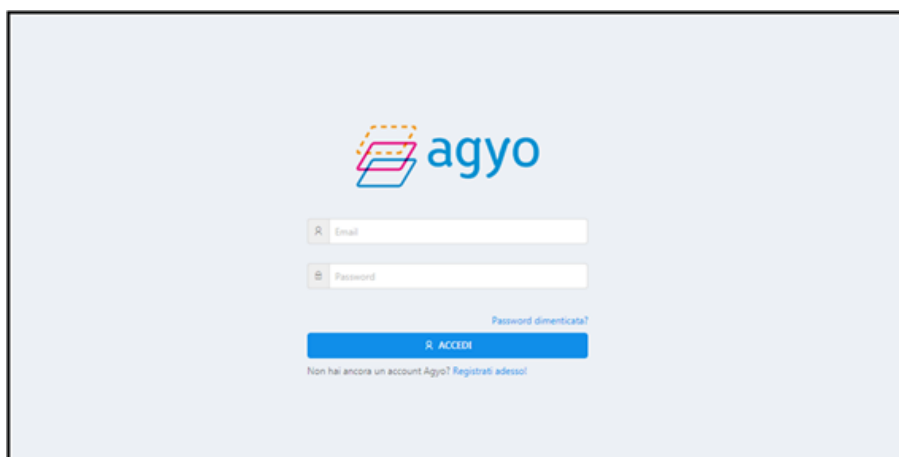 agyo
Email
Password
Password dimenticata?
ACCEDI
Non hai ancora un account Agyo? Registrati adesso!